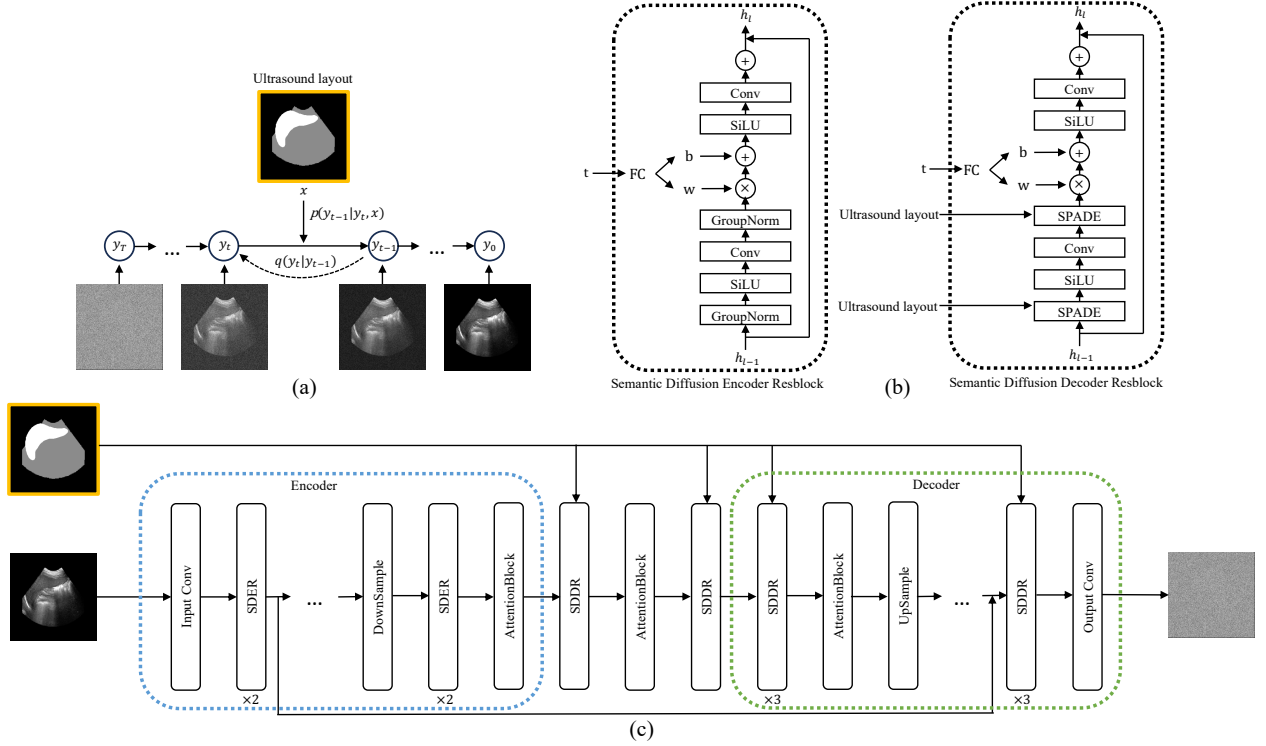 Ultrasound layout
x
p(y_{t-1}|y_t, x)
y_T
...
y_t
y_{t-1}
...
y_0
q(y_t|y_{t-1})
(a)
h_l
+
Conv
SiLU
t
FC
b
+
w
×
GroupNorm
Conv
SiLU
GroupNorm
h_{l-1}
Semantic Diffusion Encoder Resblock
(b)
h_l
+
Conv
SiLU
t
FC
b
+
w
×
Ultrasound layout
SPADE
Conv
SiLU
Ultrasound layout
SPADE
h_{l-1}
Semantic Diffusion Decoder Resblock
Encoder
Decoder
Input Conv
SDER
×2
...
DownSample
SDER
×2
AttentionBlock
SDDR
AttentionBlock
SDDR
SDDR
×3
AttentionBlock
UpSample
...
SDDR
×3
Output Conv
(c)